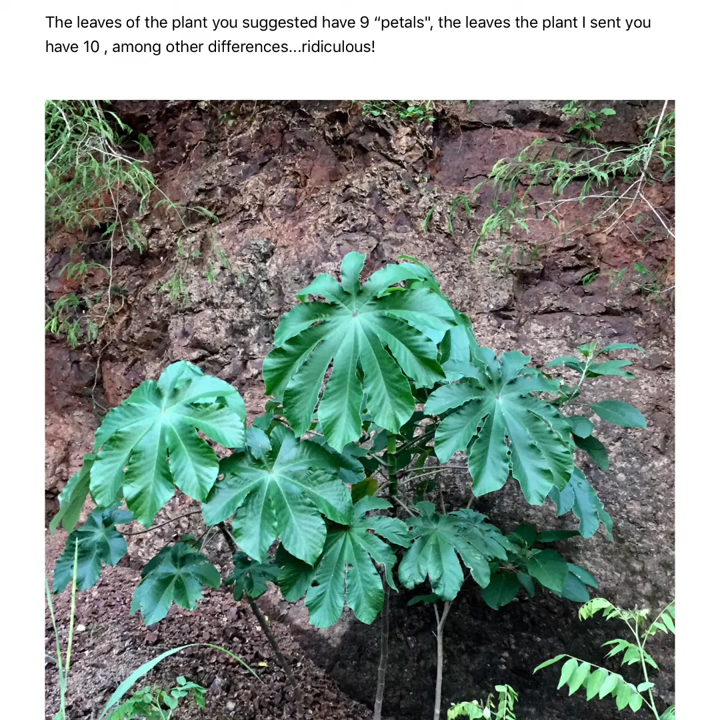 The leaves of the plant you suggested have 9 “petals", the leaves the plant I sent you
have 10 , among other differences...ridiculous!